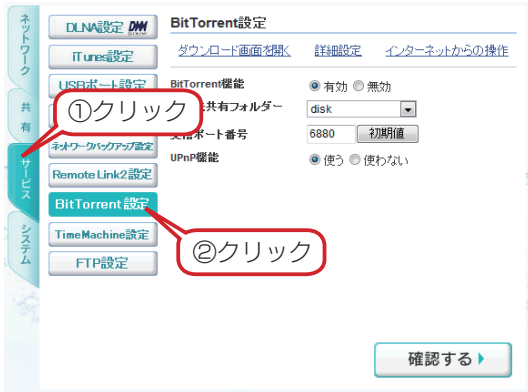 ネットワーク
共有
サービス
システム
DLNA設定 DiXiM
iTunes設定
USBポート設定
ネットワークバックアップ設定
Remote Link2設定
BitTorrent設定
TimeMachine設定
FTP設定
①クリック
②クリック
BitTorrent設定
ダウンロード画面を開く 詳細設定 インターネットからの操作
BitTorrent機能 有効 無効
共有フォルダー disk
ポート番号 6880 初期値
UPnP機能 使う 使わない
確認する